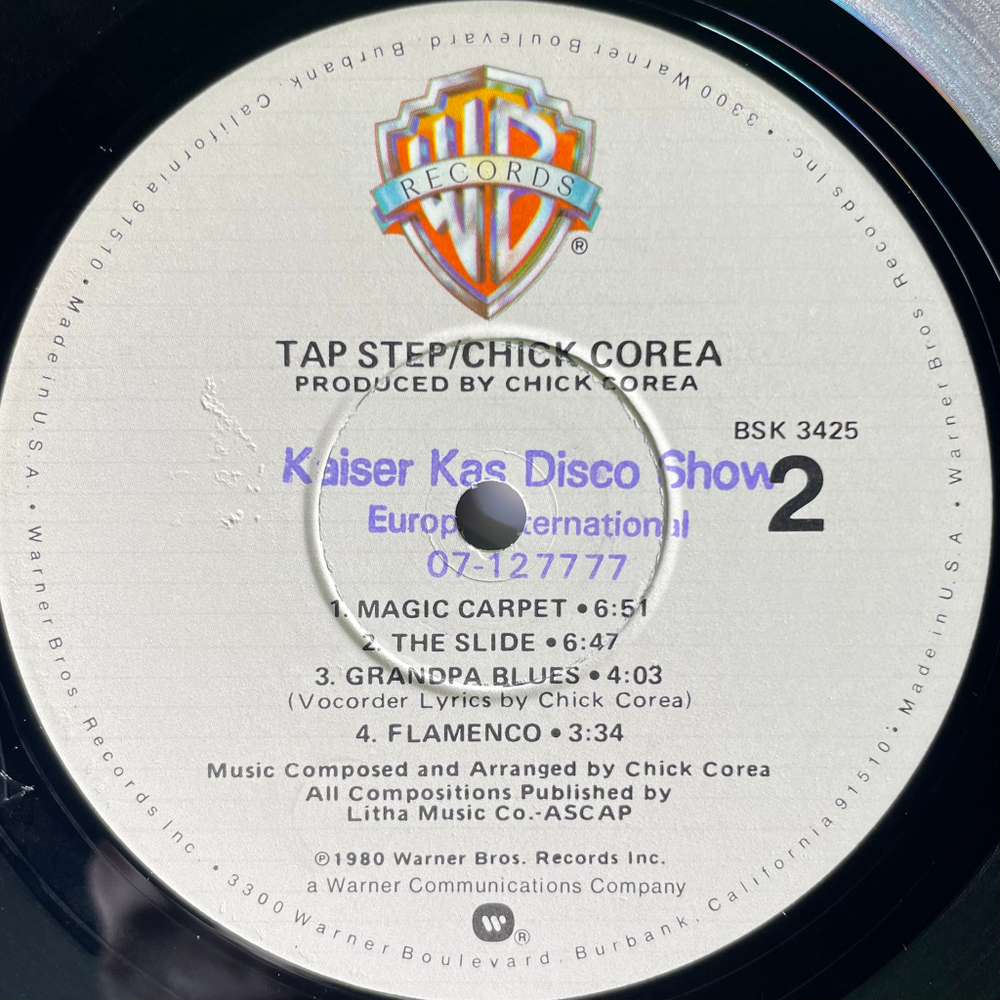 WB
RECORDS
®
TAP STEP/CHICK COREA
PRODUCED BY CHICK COREA
BSK 3425
2
Kaiser Kas Disco Show
07-127777
1. MAGIC CARPET • 6:51
2. THE SLIDE • 6:47
3. GRANDPA BLUES • 4:03
(Vocorder Lyrics by Chick Corea)
4. FLAMENCO • 3:34
Music Composed and Arranged by Chick Corea
All Compositions Published by
Litha Music Co.-ASCAP
℗1980 Warner Bros. Records Inc.
a Warner Communications Company
®
Warner Bros. Records Inc. • 3300 Warner Boulevard. Burbank, California 91510 • Made in U.S.A. • Warner Bros. Records Inc. • 3300 Warner Boulevard. Burbank, California 91510 • Made in U.S.A •